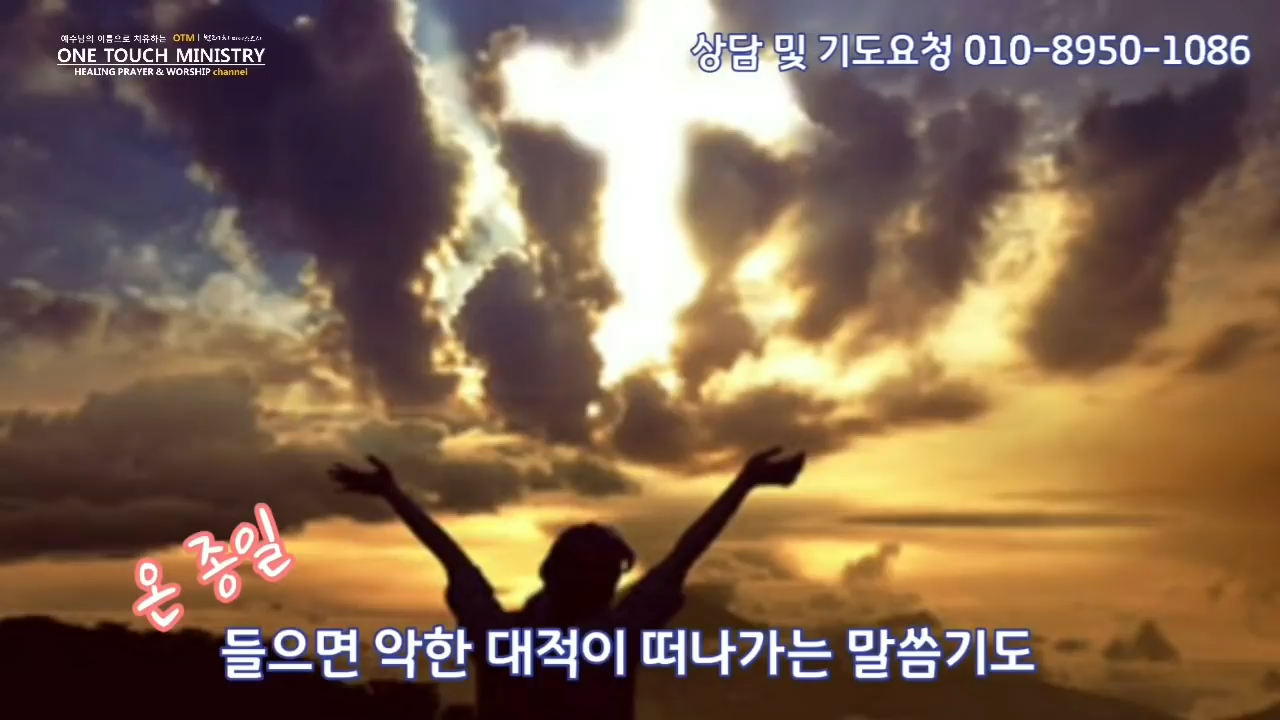 예수님의 이름으로 치유하는 OTM |
ONE TOUCH MINISTRY
HEALING PRAYER & WORSHIP channel
상담 및 기도요청 010-8950-1086
온 종일
들으면 악한 대적이 떠나가는 말씀기도